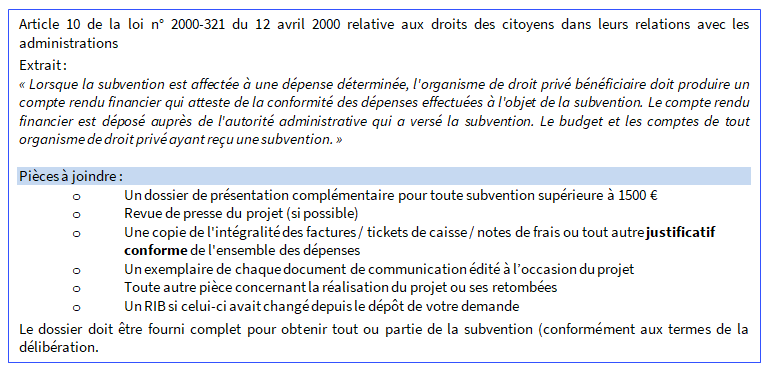 Article 10 de la loi n° 2000-321 du 12 avril 2000 relative aux droits des citoyens dans leurs relations avec les
administrations
Extrait :
« Lorsque la subvention est affectée à une dépense déterminée, l'organisme de droit privé bénéficiaire doit produire un
compte rendu financier qui atteste de la conformité des dépenses effectuées à l'objet de la subvention. Le compte rendu
financier est déposé auprès de l'autorité administrative qui a versé la subvention. Le budget et les comptes de tout
organisme de droit privé ayant reçu une subvention. »
Pièces à joindre :
o Un dossier de présentation complémentaire pour toute subvention supérieure à 1500 €
o Revue de presse du projet (si possible)
o Une copie de l'intégralité des factures / tickets de caisse / notes de frais ou tout autre justificatif
conforme de l'ensemble des dépenses
o Un exemplaire de chaque document de communication édité à l'occasion du projet
o Toute autre pièce concernant la réalisation du projet ou ses retombées
o Un RIB si celui-ci avait changé depuis le dépôt de votre demande
Le dossier doit être fourni complet pour obtenir tout ou partie de la subvention (conformément aux termes de la
délibération.